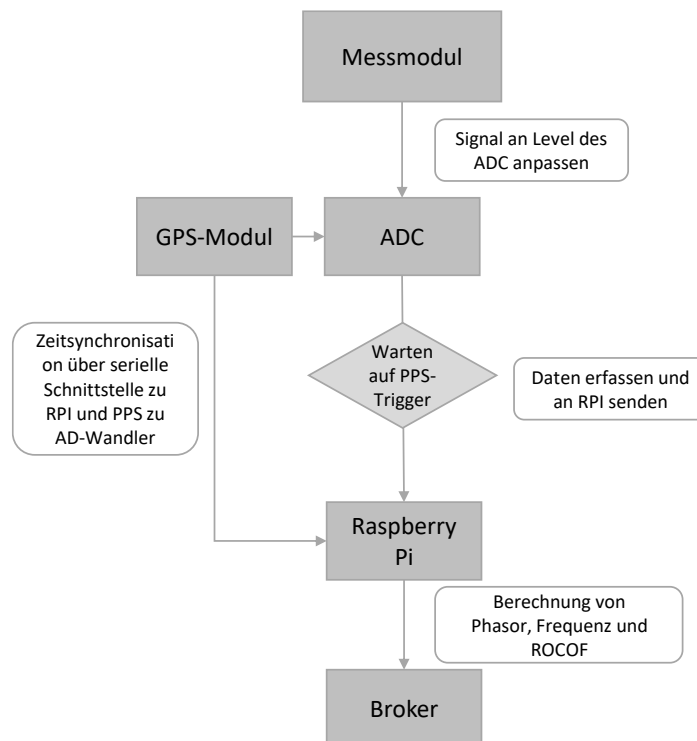 Messmodul
Signal an Level des
ADC anpassen
GPS-Modul
ADC
Zeitsynchronisati
on über serielle
Schnittstelle zu
RPI und PPS zu
AD-Wandler
Warten
auf PPS-
Trigger
Daten erfassen und
an RPI senden
Raspberry
Pi
Berechnung von
Phasor, Frequenz und
ROCOF
Broker